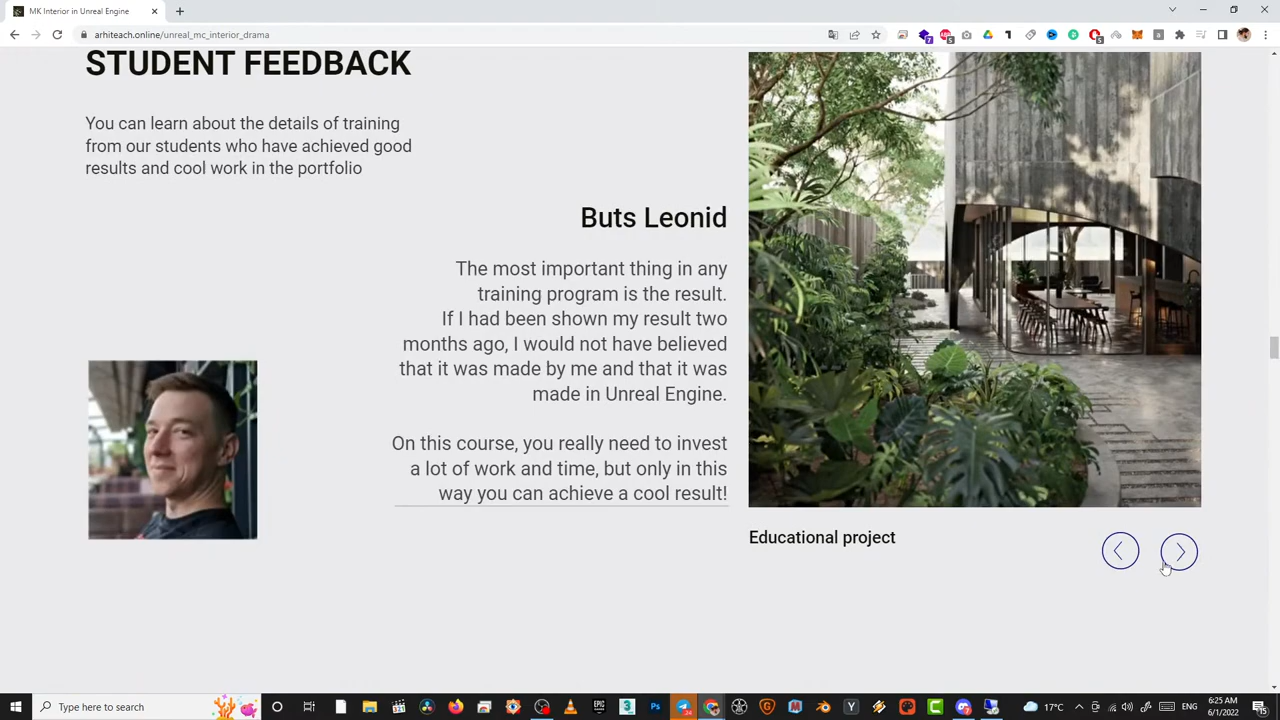 MK Interior in Unreal Engine
arhiteach.online/unreal_mc_interior_drama
STUDENT FEEDBACK
You can learn about the details of training
from our students who have achieved good
results and cool work in the portfolio
Buts Leonid
The most important thing in any
training program is the result.
If I had been shown my result two
months ago, I would not have believed
that it was made by me and that it was
made in Unreal Engine.
On this course, you really need to invest
a lot of work and time, but only in this
way you can achieve a cool result!
Educational project
Type here to search
17°C
ENG
6:25 AM
6/1/2022